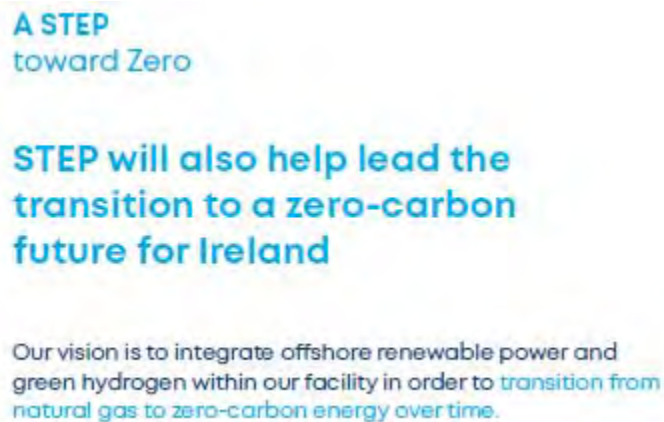 A STEP
toward Zero
STEP will also help lead the
transition to a zero-carbon
future for Ireland
Our vision is to integrate offshore renewable power and
green hydrogen within our facility in order to transition from
natural gas to zero-carbon energy over time.